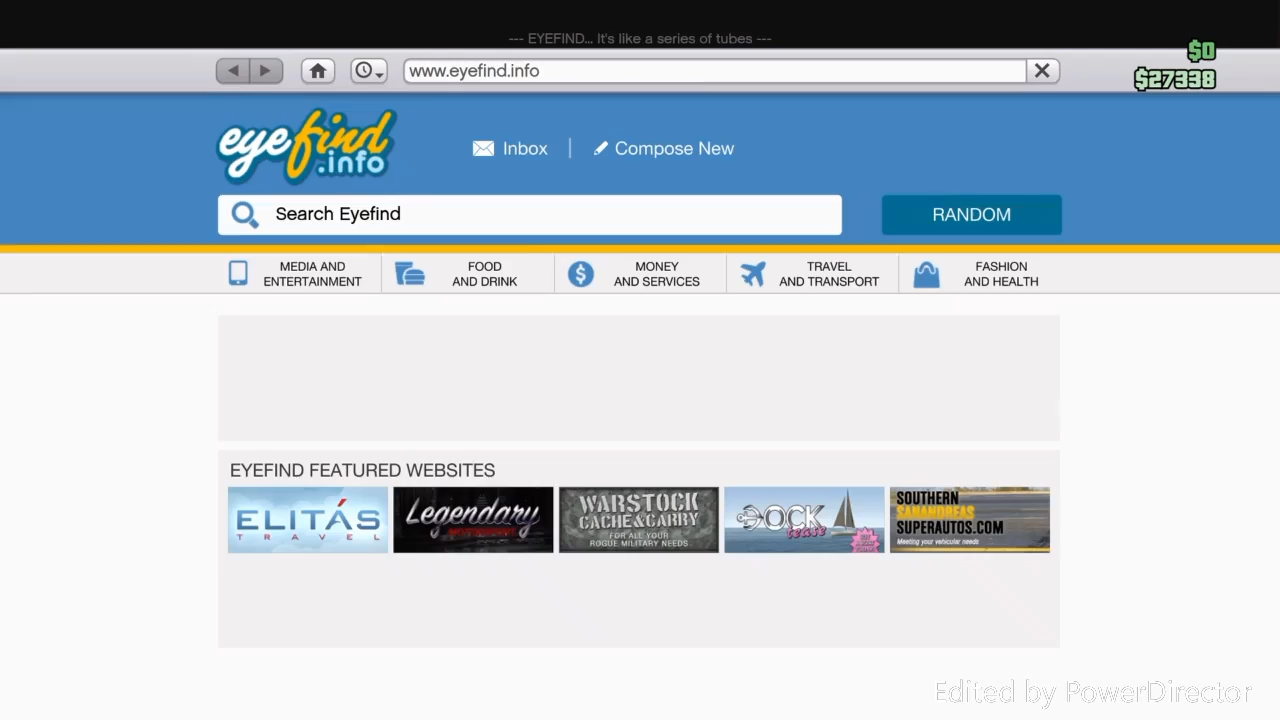 --- EYEFIND... It's like a series of tubes ---
$0
www.eyefind.info
$27338
eyefind
.info
Inbox
Compose New
Search Eyefind
RANDOM
MEDIA AND
ENTERTAINMENT
FOOD
AND DRINK
MONEY
AND SERVICES
TRAVEL
AND TRANSPORT
FASHION
AND HEALTH
EYEFIND FEATURED WEBSITES
ELITÁS
TRAVEL
Legendary
WARSTOCK
CACHE&CARRY
FOR ALL YOUR
ROGUE MILITARY NEEDS
DOCK
tease
SOUTHERN
SANANDREAS
SUPERAUTOS.COM
Meeting your vehicular needs
Edited by PowerDirector